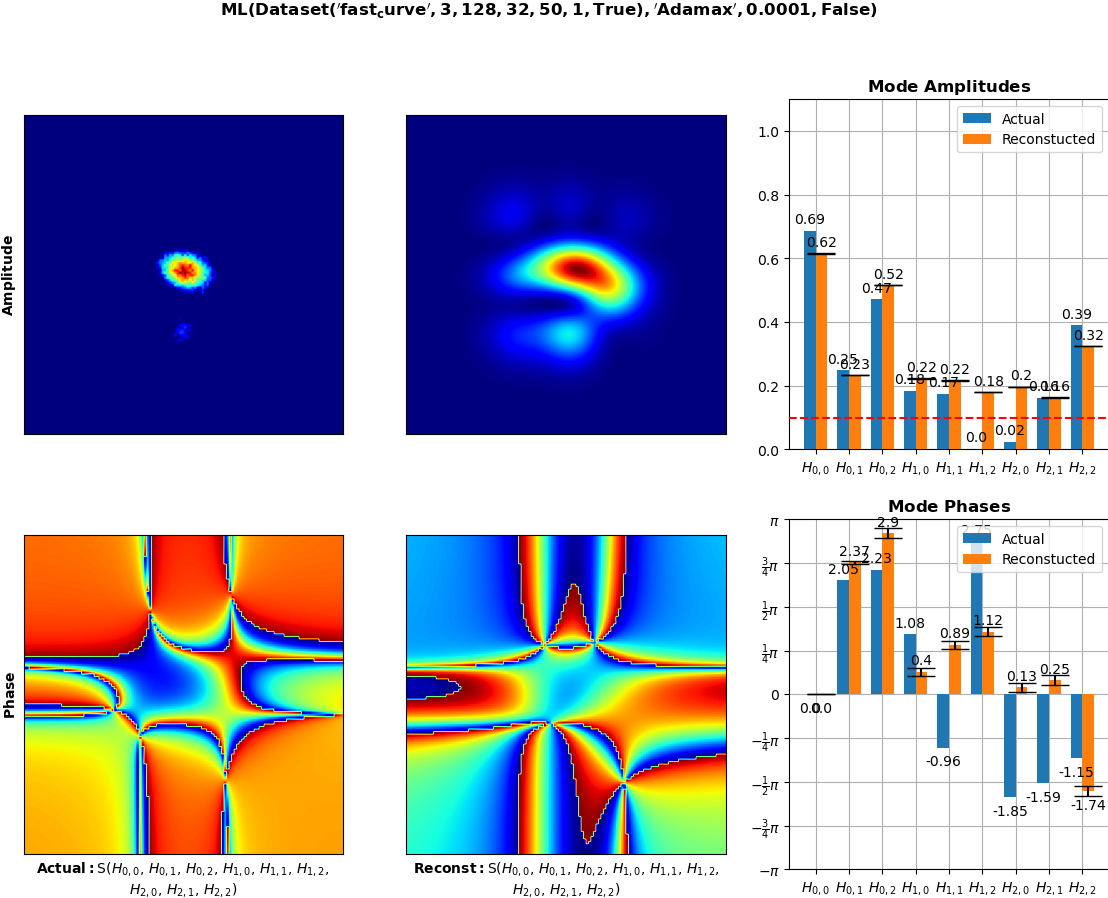 ML(Dataset('fast_curve', 3, 128, 32, 50, 1, True), 'Adamax', 0.0001, False)
Amplitude
Mode Amplitudes
Actual
Reconstucted
1.0
0.8
0.6
0.4
0.2
0.0
0.69
0.62
0.25
0.23
0.47
0.52
0.18
0.22
0.17
0.22
0.0
0.18
0.02
0.2
0.16
0.16
0.39
0.32
H0,0 H0,1 H0,2 H1,0 H1,1 H1,2 H2,0 H2,1 H2,2
Phase
Mode Phases
Actual
Reconstucted
π
3/4π
1/2π
1/4π
0
−1/4π
−1/2π
−3/4π
−π
0.0
0.0
2.05
2.37
2.23
2.9
1.08
0.4
-0.96
0.89
2.75
1.12
-1.85
0.13
-1.59
0.25
-1.15
-1.74
H0,0 H0,1 H0,2 H1,0 H1,1 H1,2 H2,0 H2,1 H2,2
Actual: S(H0,0, H0,1, H0,2, H1,0, H1,1, H1,2,
H2,0, H2,1, H2,2)
Reconst: S(H0,0, H0,1, H0,2, H1,0, H1,1, H1,2,
H2,0, H2,1, H2,2)